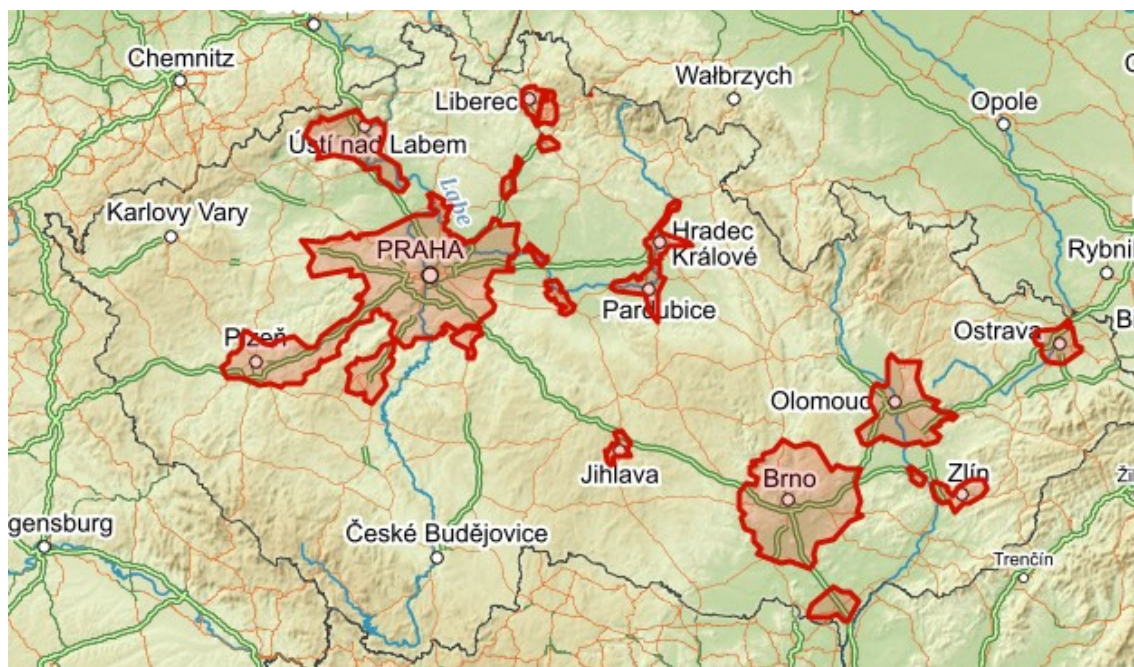 Chemnitz
Liberec
Wałbrzych
Opole
Ústí nad Labem
Labe
Karlovy Vary
PRAHA
Hradec
Králové
Rybni
Pardubice
Plzeň
Ostrava
B
Olomouc
Jihlava
Brno
Zlín
Ži
gensburg
České Budějovice
Trenčín